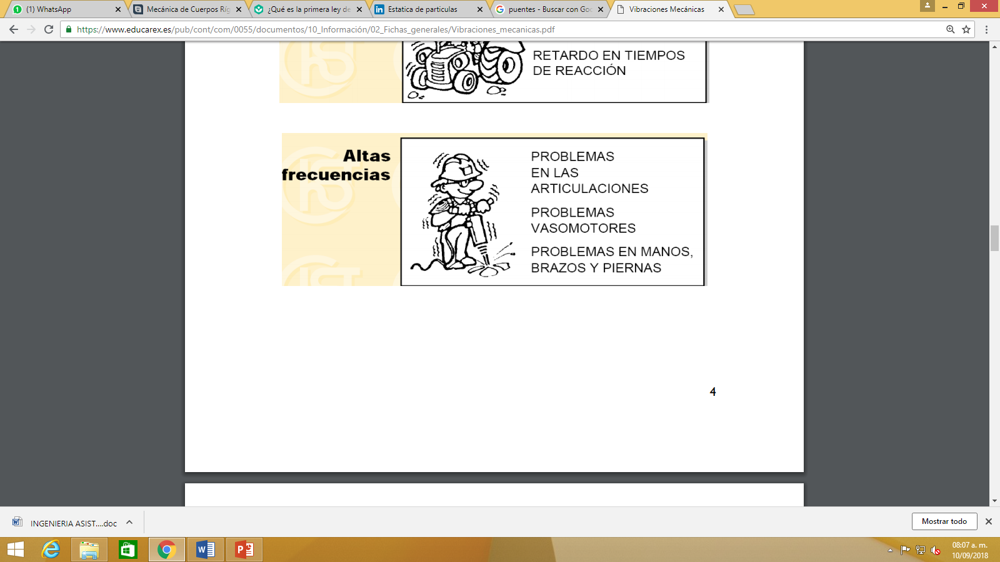 (1) WhatsApp
Mecánica de Cuerpos Ríg
¿Qué es la primera ley de
Estatica de particulas
puentes - Buscar con Goo
Vibraciones Mecánicas
https://www.educarex.es/pub/cont/com/0055/documentos/10_Información/02_Fichas_generales/Vibraciones_mecanicas.pdf
RETARDO EN TIEMPOS
DE REACCIÓN
Altas
frecuencias
PROBLEMAS
EN LAS
ARTICULACIONES
PROBLEMAS
VASOMOTORES
PROBLEMAS EN MANOS,
BRAZOS Y PIERNAS
4
INGENIERIA ASIST....doc
Mostrar todo
08:07 a. m.
10/09/2018